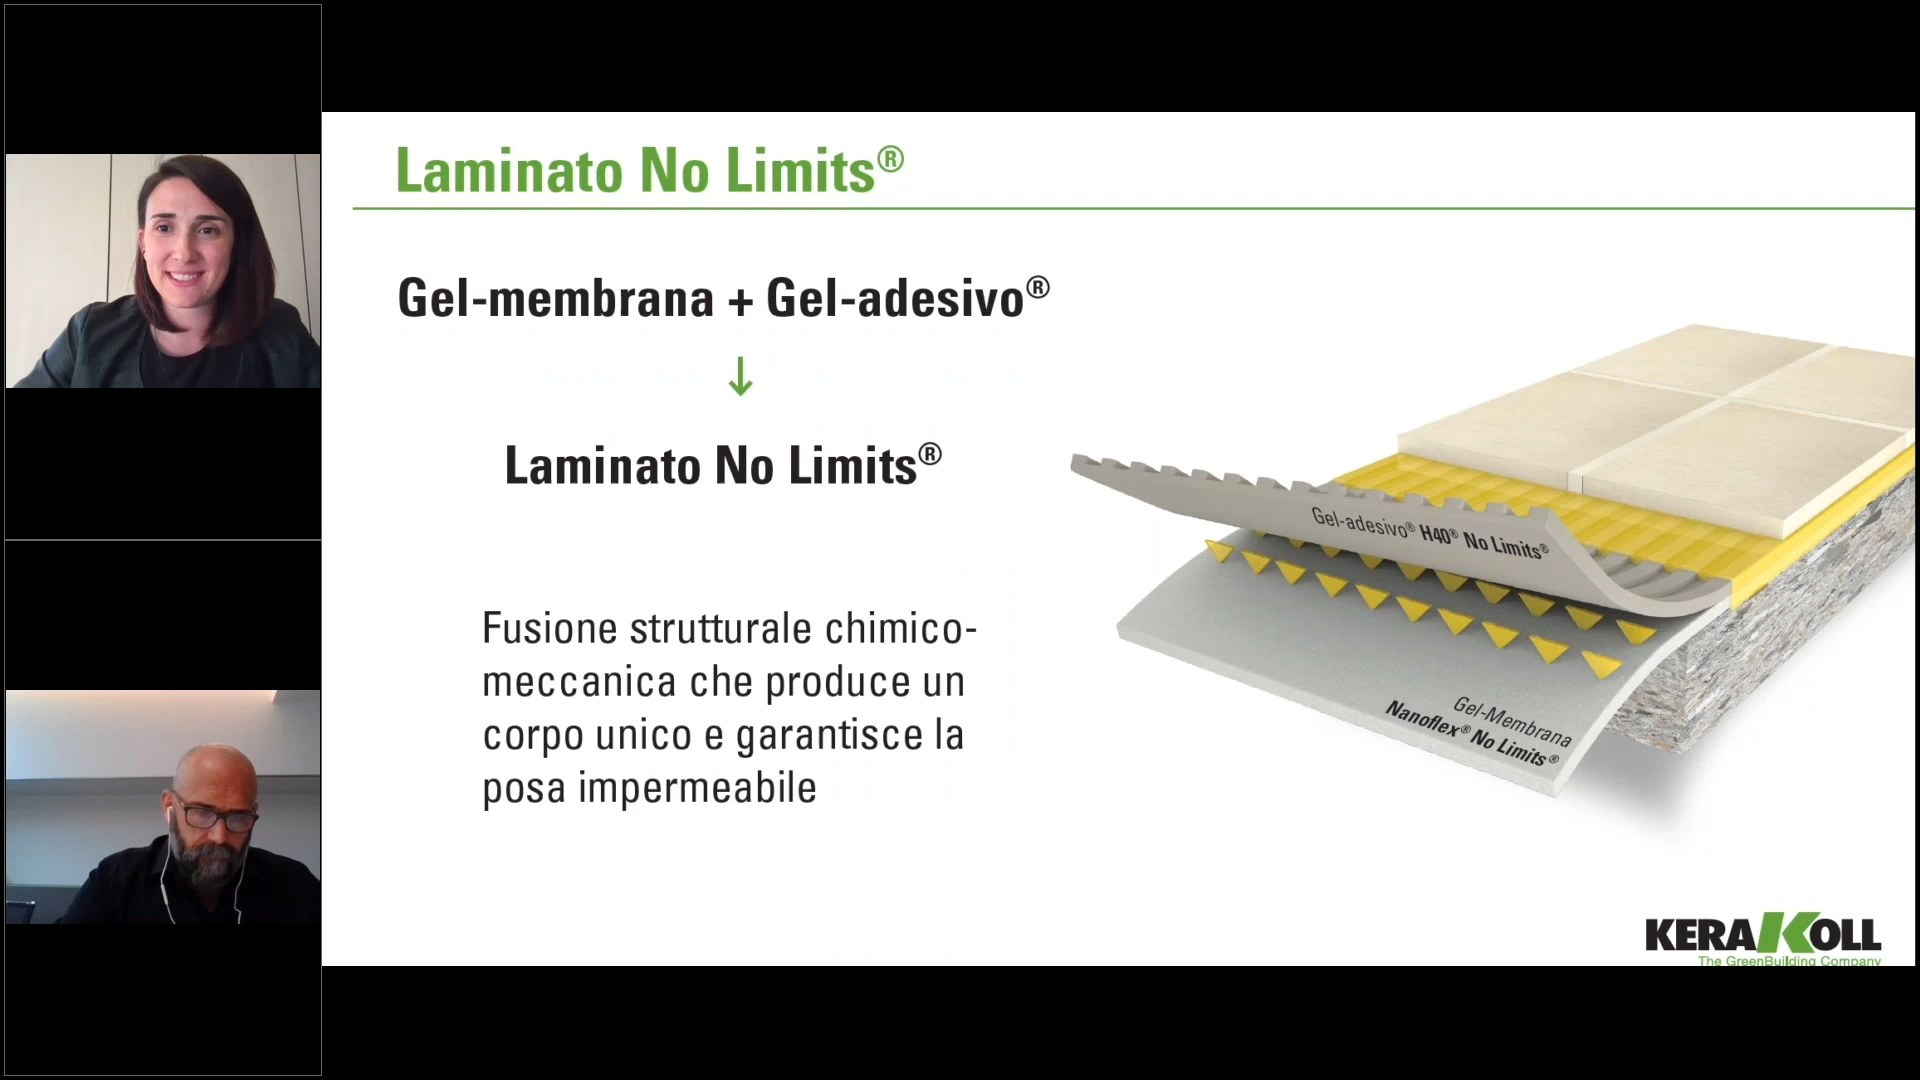 Laminato No Limits®
Gel-membrana + Gel-adesivo®
↓
Laminato No Limits®
Fusione strutturale chimico-
meccanica che produce un
corpo unico e garantisce la
posa impermeabile
Gel-adesivo® H40® No Limits®
Gel-Membrana
Nanoflex® No Limits®
KERAKOLL
The GreenBuilding Company